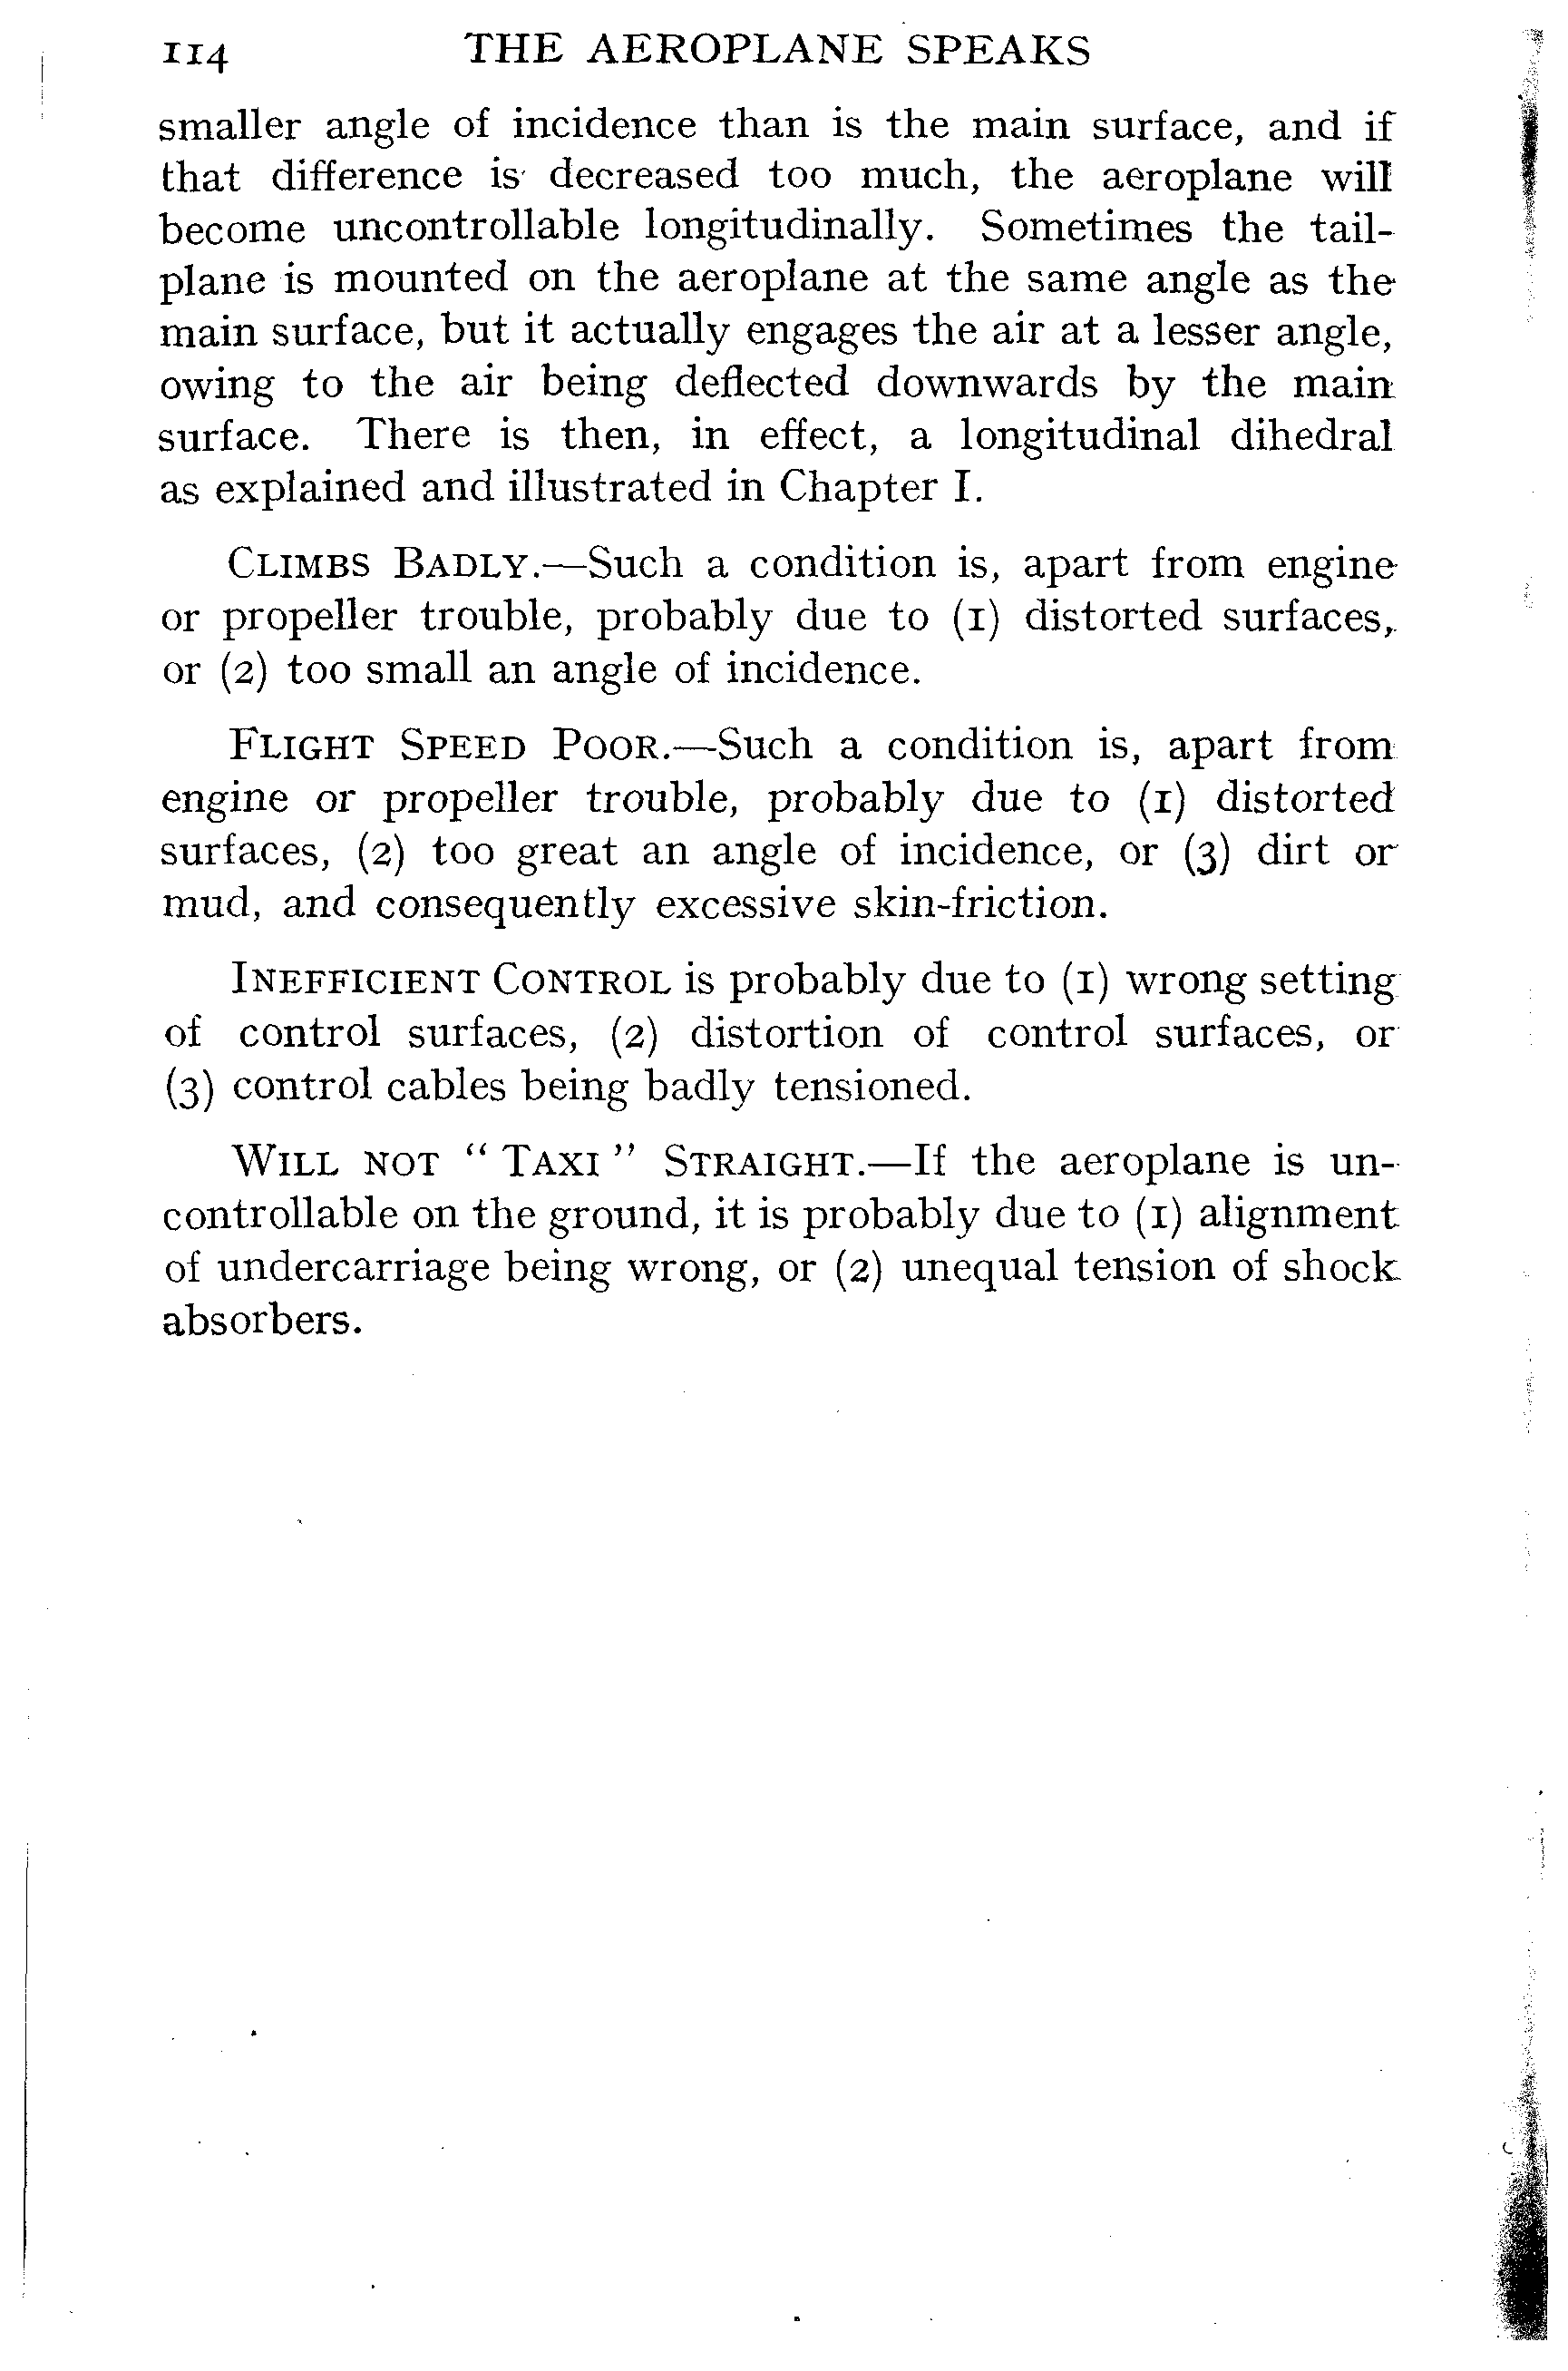 114 THE AEROPLANE SPEAKS
smaller angle of incidence than is the main surface, and if
that difference is decreased too much, the aeroplane will
become uncontrollable longitudinally. Sometimes the tail-
plane is mounted on the aeroplane at the same angle as the
main surface, but it actually engages the air at a lesser angle,
owing to the air being deflected downwards by the main
surface. There is then, in effect, a longitudinal dihedral
as explained and illustrated in Chapter I.
CLIMBS BADLY.—Such a condition is, apart from engine
or propeller trouble, probably due to (1) distorted surfaces,
or (2) too small an angle of incidence.
FLIGHT SPEED POOR.—Such a condition is, apart from
engine or propeller trouble, probably due to (1) distorted
surfaces, (2) too great an angle of incidence, or (3) dirt or
mud, and consequently excessive skin-friction.
INEFFICIENT CONTROL is probably due to (1) wrong setting
of control surfaces, (2) distortion of control surfaces, or
(3) control cables being badly tensioned.
WILL NOT “ TAXI ” STRAIGHT.—If the aeroplane is un-
controllable on the ground, it is probably due to (1) alignment
of undercarriage being wrong, or (2) unequal tension of shock
absorbers.